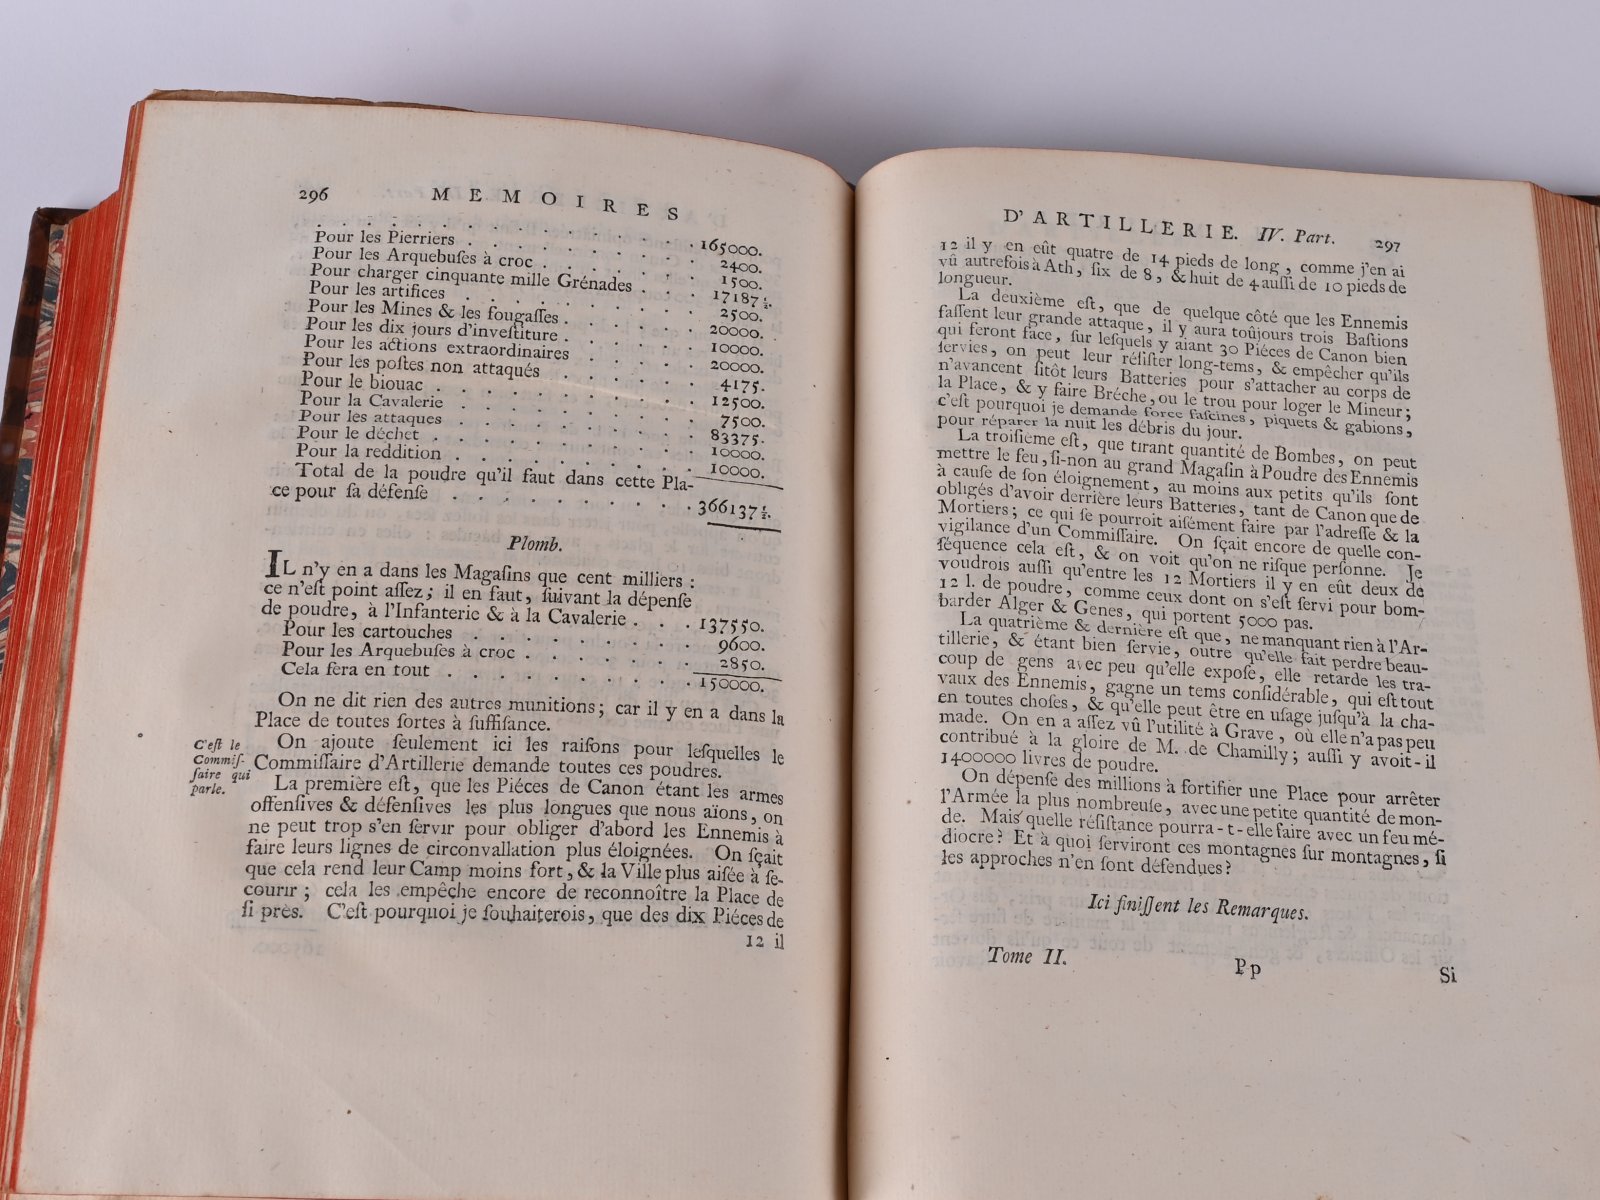 296 MEMOIRES
. . . . . . . . . . 165000.
Pour les Pierriers . . . . . . . 2400.
Pour les Arquebuſes à croc . . . . . 1500.
Pour charger cinquante mille Grénades . . . 17187½.
Pour les artifices . . . . . . . 2500.
Pour les Mines & les fougaſſes . . . . . 20000.
Pour les dix jours d'inveſtiture . . . . . 10000.
Pour les actions extraordinaires . . . . 20000.
Pour les poſtes non attaqués . . . . . 4175.
Pour le biouac . . . . . . . . 12500.
Pour la Cavalerie . . . . . . . 7500.
Pour les attaques . . . . . . . 83375.
Pour le déchet . . . . . . . . 10000.
Pour la reddition . . . . . . . 10000.
Total de la poudre qu'il faut dans cette Pla-
ce pour ſa défenſe . . . . . . . 366137½.
Plomb.
IL n'y en a dans les Magaſins que cent milliers :
ce n'eſt point aſſez; il en faut, ſuivant la dépenſe
de poudre, à l'Infanterie & à la Cavalerie . . . 137550.
Pour les cartouches . . . . . . . 9600.
Pour les Arquebuſes à croc . . . . . 2850.
Cela ſera en tout . . . . . . . . 150000.
On ne dit rien des autres munitions; car il y en a dans la
Place de toutes ſortes à ſuffiſance.
On ajoute ſeulement ici les raiſons pour leſquelles le
C'eſt le
Commiſ-
ſaire qui
parle.
Commiſſaire d'Artillerie demande toutes ces poudres.
La première eſt, que les Piéces de Canon étant les armes
offenſives & défenſives les plus longues que nous aïons, on
ne peut trop s'en ſervir pour obliger d'abord les Ennemis à
faire leurs lignes de circonvallation plus éloignées. On ſçait
que cela rend leur Camp moins fort, & la Ville plus aiſée à ſe-
courir; cela les empêche encore de reconnoître la Place de
ſi près. C'eſt pourquoi je ſouhaiterois, que des dix Piéces de
12 il
D'ARTILLERIE. IV. Part. 297
12 il y en eût quatre de 14 pieds de long, comme j'en ai
vû autrefois à Ath, ſix de 8, & huit de 4 auſſi de 10 pieds de
longueur.
La deuxième eſt, que de quelque côté que les Ennemis
faſſent leur grande attaque, il y aura toûjours trois Baſtions
qui feront face, ſur leſquels y aiant 30 Piéces de Canon bien
ſervies, on peut leur réſiſter long-tems, & empêcher qu'ils
n'avancent ſitôt leurs Batteries pour s'attacher au corps de
la Place, & y faire Bréche, ou le trou pour loger le Mineur;
c'eſt pourquoi je demande force faſcines, piquets & gabions,
pour réparer la nuit les débris du jour.
La troiſième eſt, que tirant quantité de Bombes, on peut
mettre le feu, ſi-non au grand Magaſin à Poudre des Ennemis
à cauſe de ſon éloignement, au moins aux petits qu'ils ſont
obligés d'avoir derrière leurs Batteries, tant de Canon que de
Mortiers; ce qui ſe pourroit aiſément faire par l'adreſſe & la
vigilance d'un Commiſſaire. On ſçait encore de quelle con-
ſéquence cela eſt, & on voit qu'on ne riſque perſonne. Je
voudrois auſſi qu'entre les 12 Mortiers il y en eût deux de
12 l. de poudre, comme ceux dont on s'eſt ſervi pour bom-
barder Alger & Genes, qui portent 5000 pas.
La quatrième & dernière eſt que, ne manquant rien à l'Ar-
tillerie, & étant bien ſervie, outre qu'elle fait perdre beau-
coup de gens avec peu qu'elle expoſe, elle retarde les tra-
vaux des Ennemis, gagne un tems conſidérable, qui eſt tout
en toutes choſes, & qu'elle peut être en uſage juſqu'à la cha-
made. On en a aſſez vû l'utilité à Grave, où elle n'a pas peu
contribué à la gloire de M. de Chamilly; auſſi y avoit-il
1400000 livres de poudre.
On dépenſe des millions à fortifier une Place pour arrêter
l'Armée la plus nombreuſe, avec une petite quantité de mon-
de. Mais quelle réſiſtance pourra-t-elle faire avec un feu mé-
diocre? Et à quoi ſerviront ces montagnes ſur montagnes, ſi
les approches n'en ſont défendues?
Ici finiſſent les Remarques.
Tome II. Pp Si